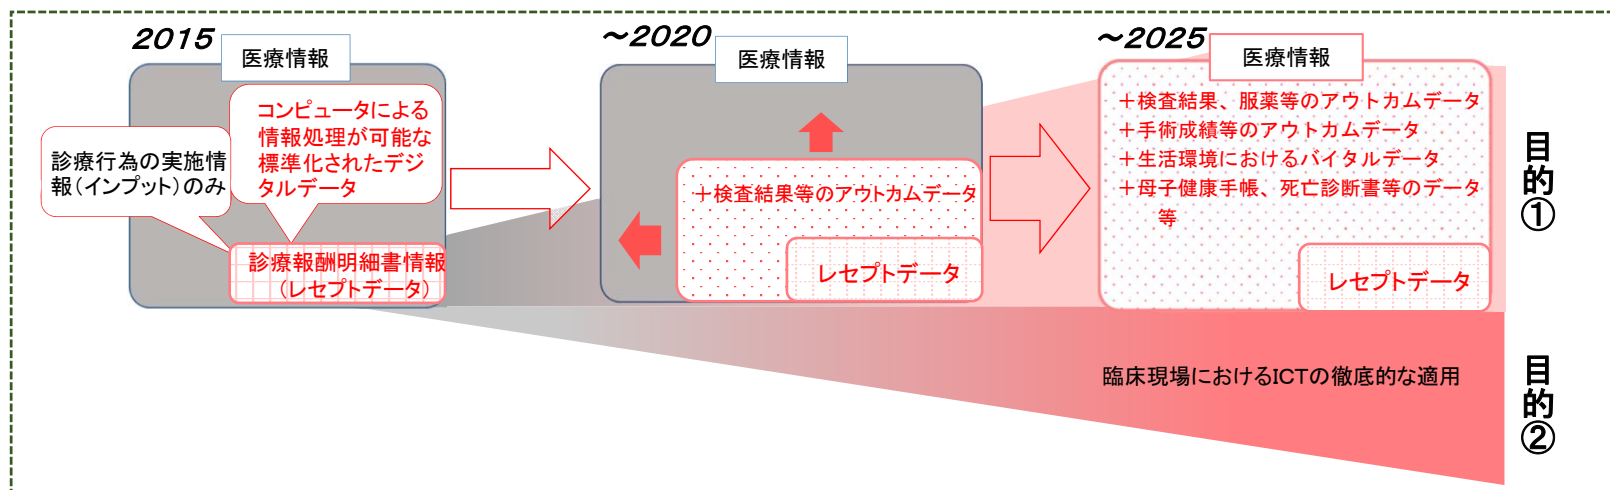 2015
医療情報
コンピュータによる
情報処理が可能な
標準化されたデジ
タルデータ
診療行為の実施情
報(インプット)のみ
診療報酬明細書情報
(レセプトデータ)
～2020
医療情報
＋検査結果等のアウトカムデータ
レセプトデータ
～2025
医療情報
＋検査結果、服薬等のアウトカムデータ
＋手術成績等のアウトカムデータ
＋生活環境におけるバイタルデータ
＋母子健康手帳、死亡診断書等のデータ
等
レセプトデータ
目的①
臨床現場におけるICTの徹底的な適用
目的②